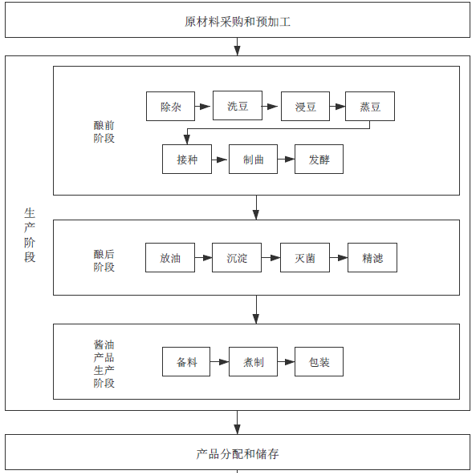 原材料采购和预加工
生产阶段
酿前
阶段
除杂
洗豆
浸豆
蒸豆
接种
制曲
发酵
酿后
阶段
放油
沉淀
灭菌
精滤
酱油
产品
生产
阶段
备料
煮制
包装
产品分配和储存